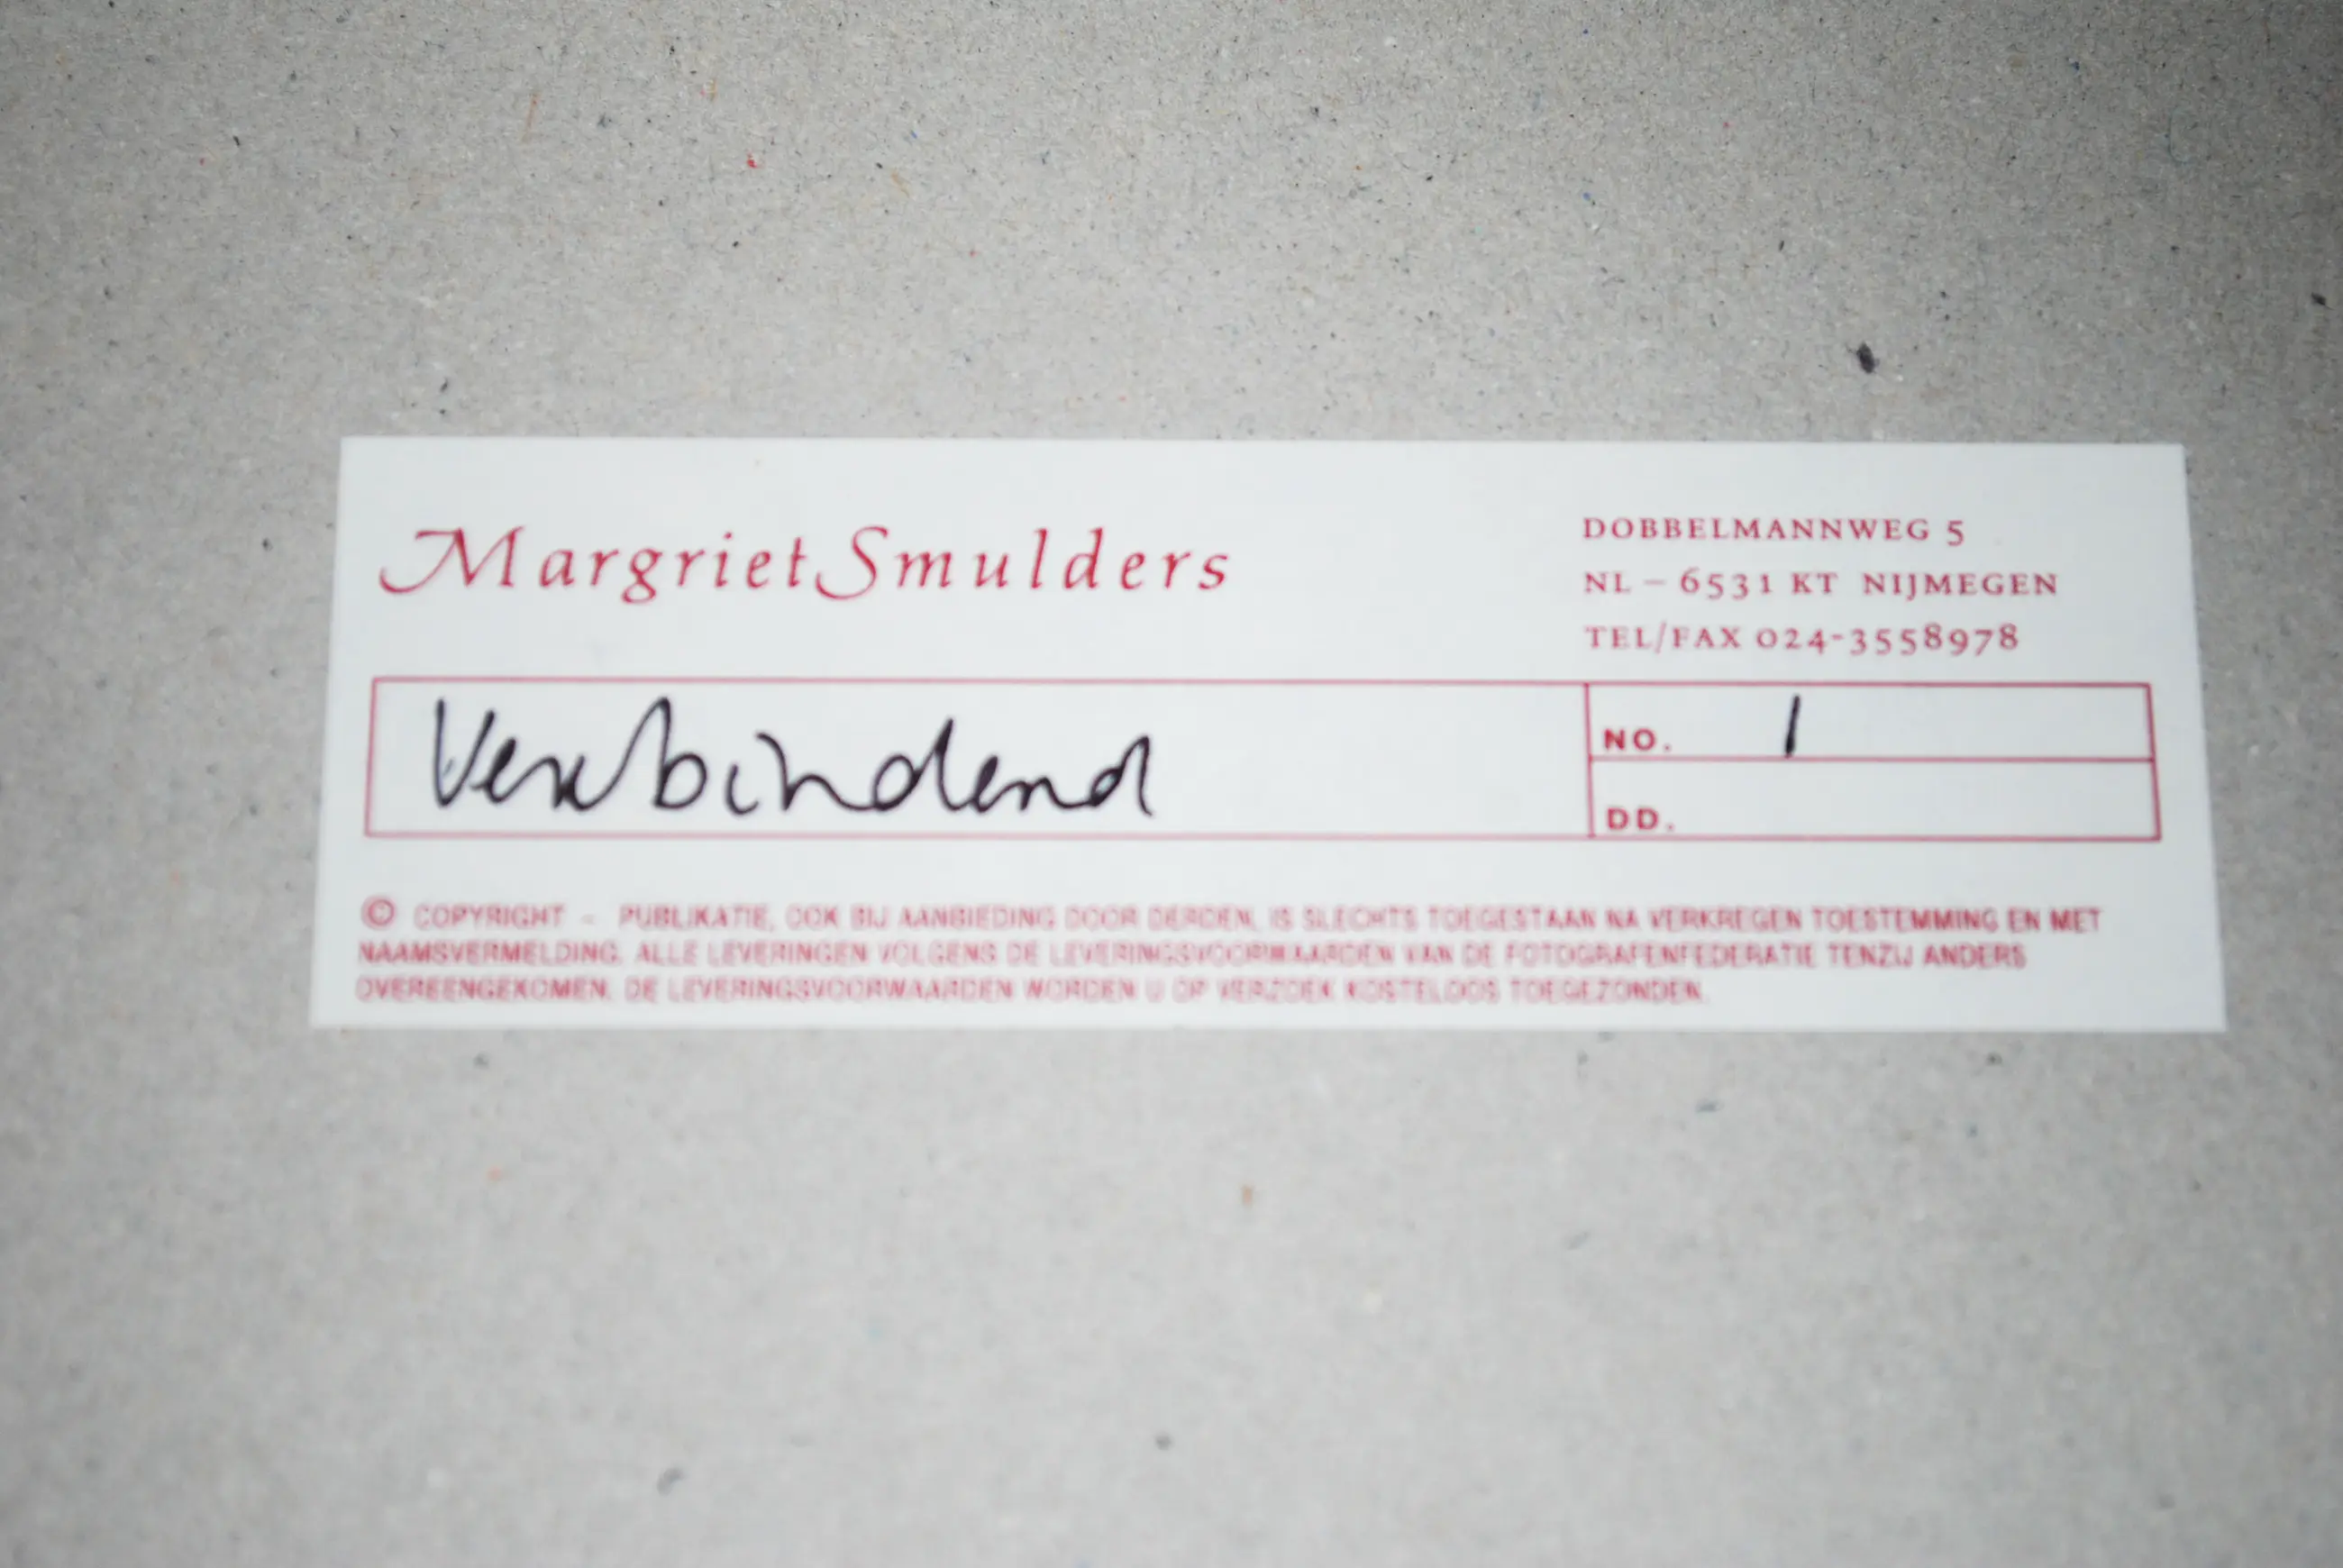 Margriet Smulders
DOBBELMANNWEG 5
NL – 6531 KT NIJMEGEN
TEL/FAX 024-3558978
Verbindend
NO. 1
DD.
© COPYRIGHT - PUBLIKATIE, OOK BIJ AANBIEDING DOOR DERDEN, IS SLECHTS TOEGESTAAN NA VERKREGEN TOESTEMMING EN MET
NAAMSVERMELDING. ALLE LEVERINGEN VOLGENS DE LEVERINGSVOORWAARDEN VAN DE FOTOGRAFENFEDERATIE TENZIJ ANDERS
OVEREENGEKOMEN. DE LEVERINGSVOORWAARDEN WORDEN U OP VERZOEK KOSTELOOS TOEGEZONDEN.